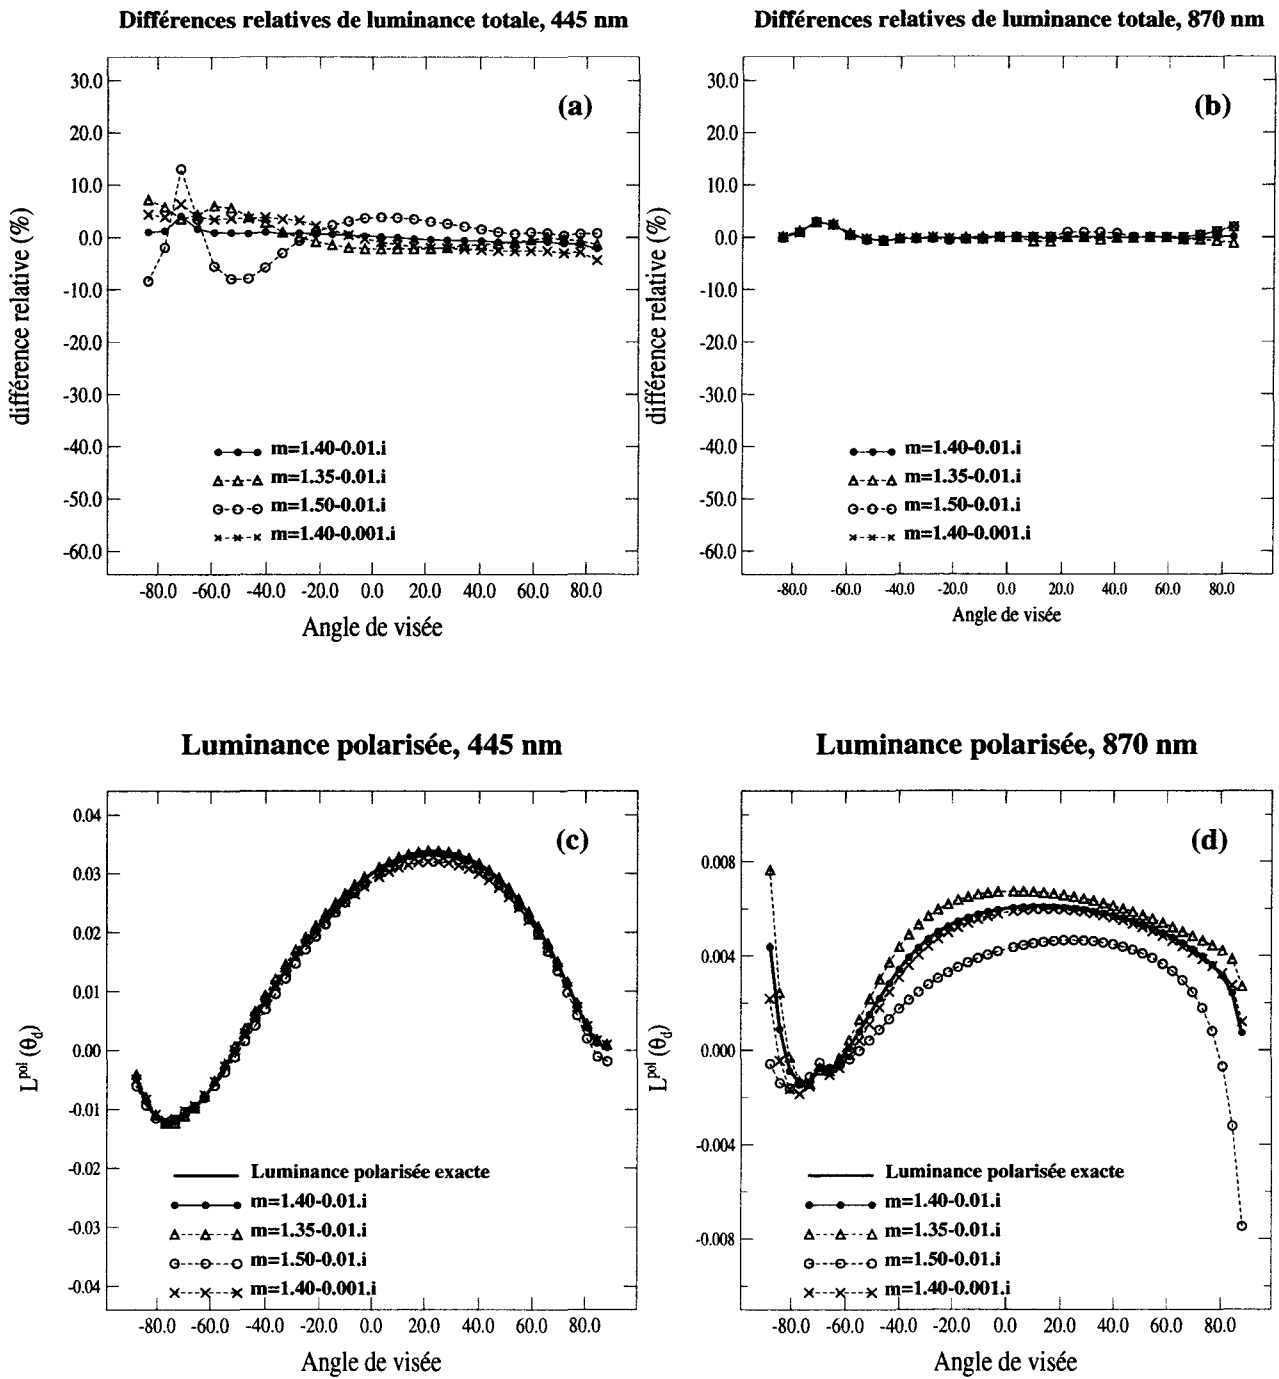 Différences relatives de luminance totale, 445 nm
(a)
30.0
20.0
10.0
0.0
-10.0
-20.0
-30.0
-40.0
-50.0
-60.0
différence relative (%)
m=1.40-0.01.i
m=1.35-0.01.i
m=1.50-0.01.i
m=1.40-0.001.i
-80.0 -60.0 -40.0 -20.0 0.0 20.0 40.0 60.0 80.0
Angle de visée
Différences relatives de luminance totale, 870 nm
(b)
30.0
20.0
10.0
0.0
-10.0
-20.0
-30.0
-40.0
-50.0
-60.0
différence relative (%)
m=1.40-0.01.i
m=1.35-0.01.i
m=1.50-0.01.i
m=1.40-0.001.i
-80.0 -60.0 -40.0 -20.0 0.0 20.0 40.0 60.0 80.0
Angle de visée
Luminance polarisée, 445 nm
(c)
0.04
0.03
0.02
0.01
0.00
-0.01
-0.02
-0.03
-0.04
L^pol (θ_d)
Luminance polarisée exacte
m=1.40-0.01.i
m=1.35-0.01.i
m=1.50-0.01.i
m=1.40-0.001.i
-80.0 -60.0 -40.0 -20.0 0.0 20.0 40.0 60.0 80.0
Angle de visée
Luminance polarisée, 870 nm
(d)
0.008
0.004
0.000
-0.004
-0.008
L^pol (θ_d)
Luminance polarisée exacte
m=1.40-0.01.i
m=1.35-0.01.i
m=1.50-0.01.i
m=1.40-0.001.i
-80.0 -60.0 -40.0 -20.0 0.0 20.0 40.0 60.0 80.0
Angle de visée